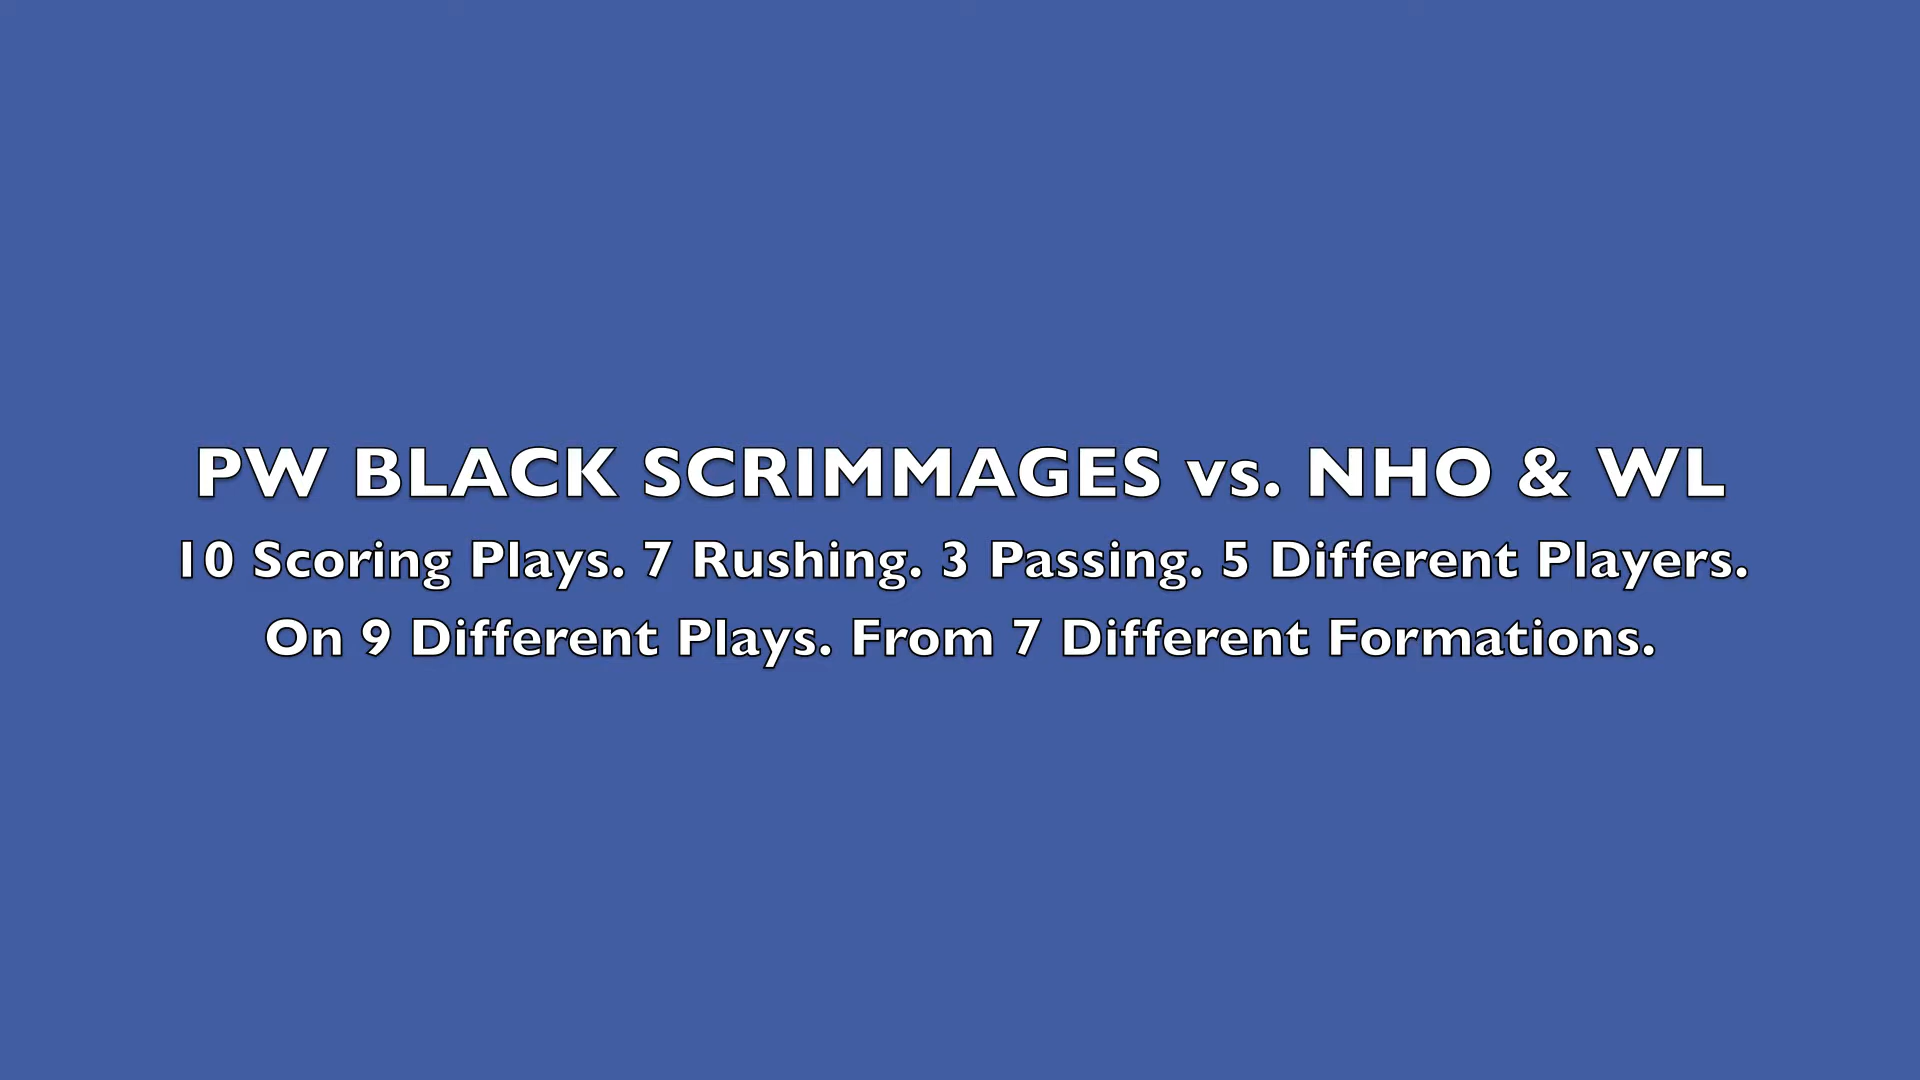 PW BLACK SCRIMMAGES vs. NHO & WL
10 Scoring Plays. 7 Rushing. 3 Passing. 5 Different Players.
On 9 Different Plays. From 7 Different Formations.